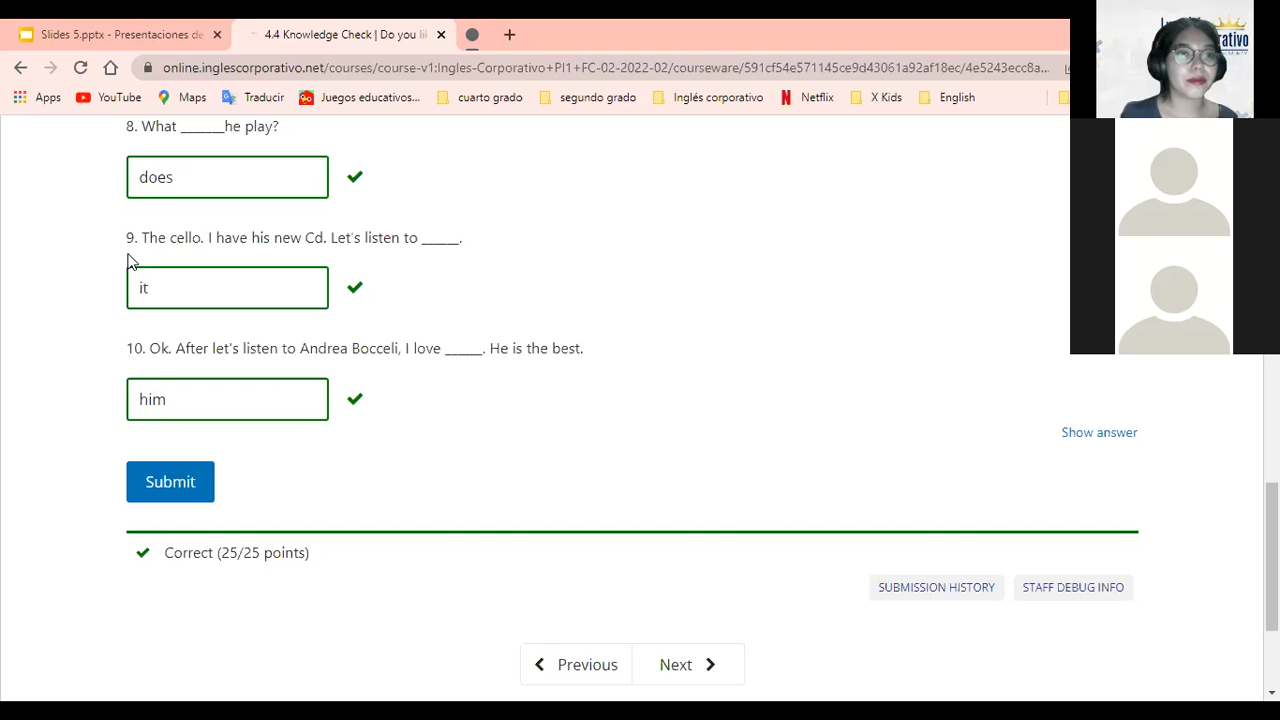 Slides 5.pptx - Presentaciones de
4.4 Knowledge Check | Do you li
online.inglescorporativo.net/courses/course-v1:Ingles-Corpo
+PI1+FC-02-2022-02/courseware/591cf54e571145ce9d43061a92af18ec/4e5243ecc8a...
Apps
YouTube
Maps
Traducir
Juegos educativos...
cuarto grado
segundo grado
Inglés corporativo
Netflix
X Kids
English
8. What _______he play?
does
9. The cello. I have his new Cd. Let's listen to ______.
it
10. Ok. After let's listen to Andrea Bocceli, I love ______. He is the best.
him
Show answer
Submit
Correct (25/25 points)
SUBMISSION HISTORY
STAFF DEBUG INFO
Previous
Next